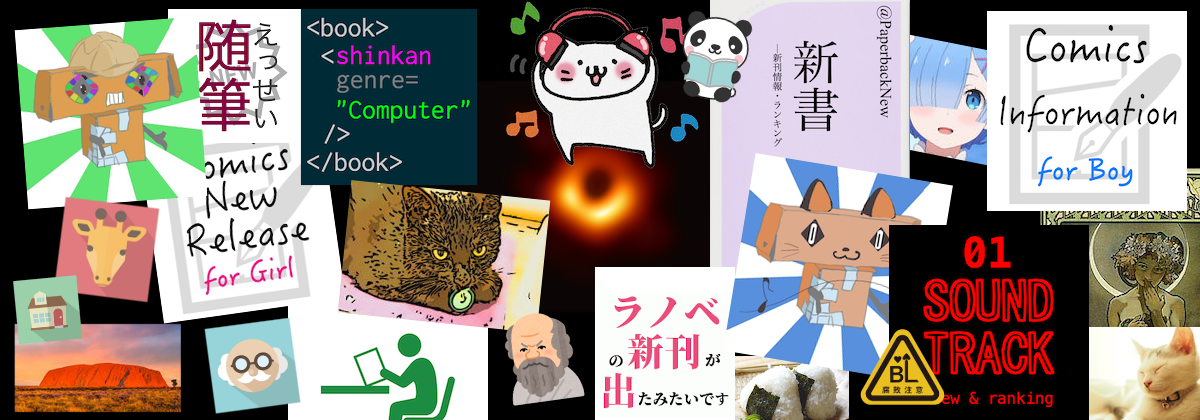 随筆
えっせい
NEW
<book>
<shinkan
genre=
"Computer"
/>
</book>
新書
―新刊情報・ランキング
@PaperbackNew
Comics
Information
for Boy
omics
New
Release
for Girl
ラノベ
の新刊が
出たみたいです
01
SOUND
TRACK
ew & ranking
BL
腐教注意